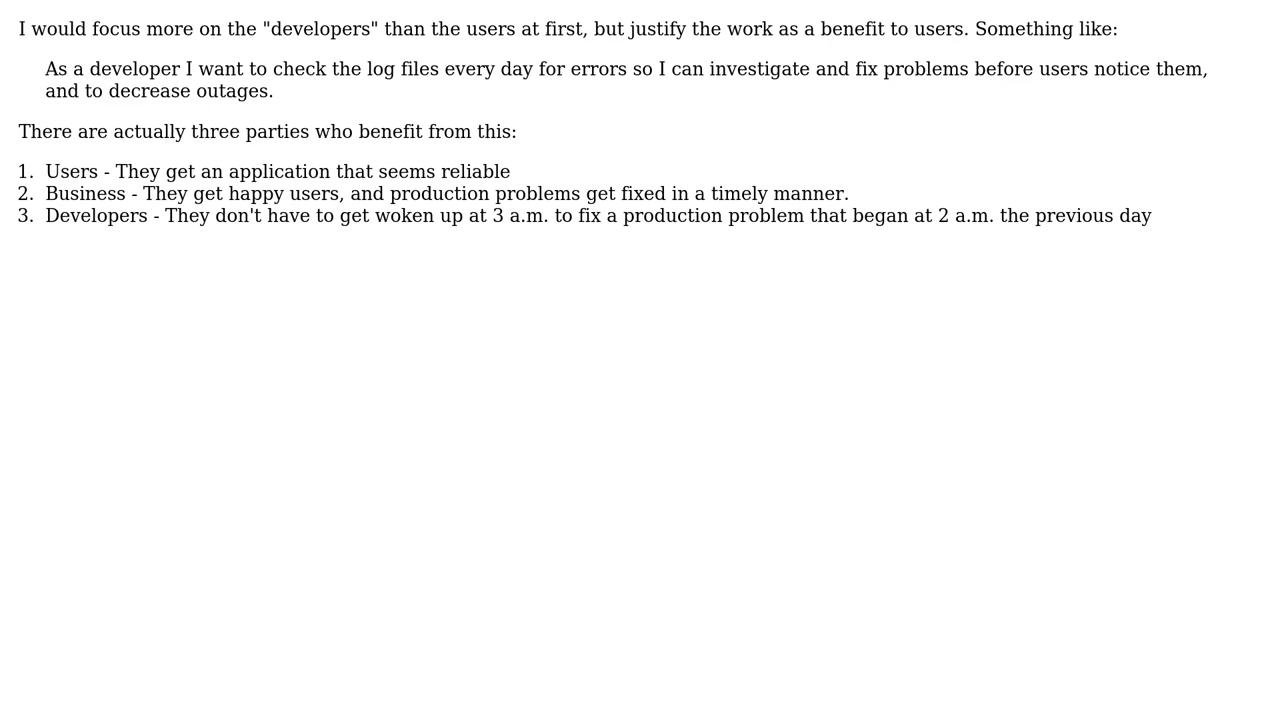 I would focus more on the "developers" than the users at first, but justify the work as a benefit to users. Something like:
As a developer I want to check the log files every day for errors so I can investigate and fix problems before users notice them,
and to decrease outages.
There are actually three parties who benefit from this:
1. Users - They get an application that seems reliable
2. Business - They get happy users, and production problems get fixed in a timely manner.
3. Developers - They don't have to get woken up at 3 a.m. to fix a production problem that began at 2 a.m. the previous day